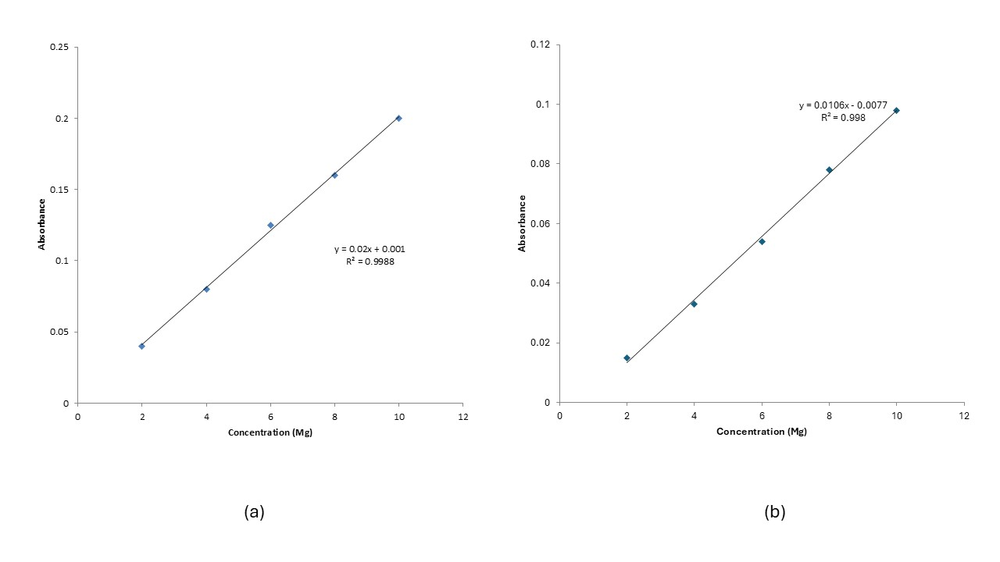 0.25
0.2
0.15
0.1
0.05
0
Absorbance
y = 0.02x + 0.001
R² = 0.9988
0 2 4 6 8 10 12
Concentration (Mg)
(a)
0.12
0.1
0.08
0.06
0.04
0.02
0
Absorbance
y = 0.0106x - 0.0077
R² = 0.998
0 2 4 6 8 10 12
Concentration (Mg)
(b)